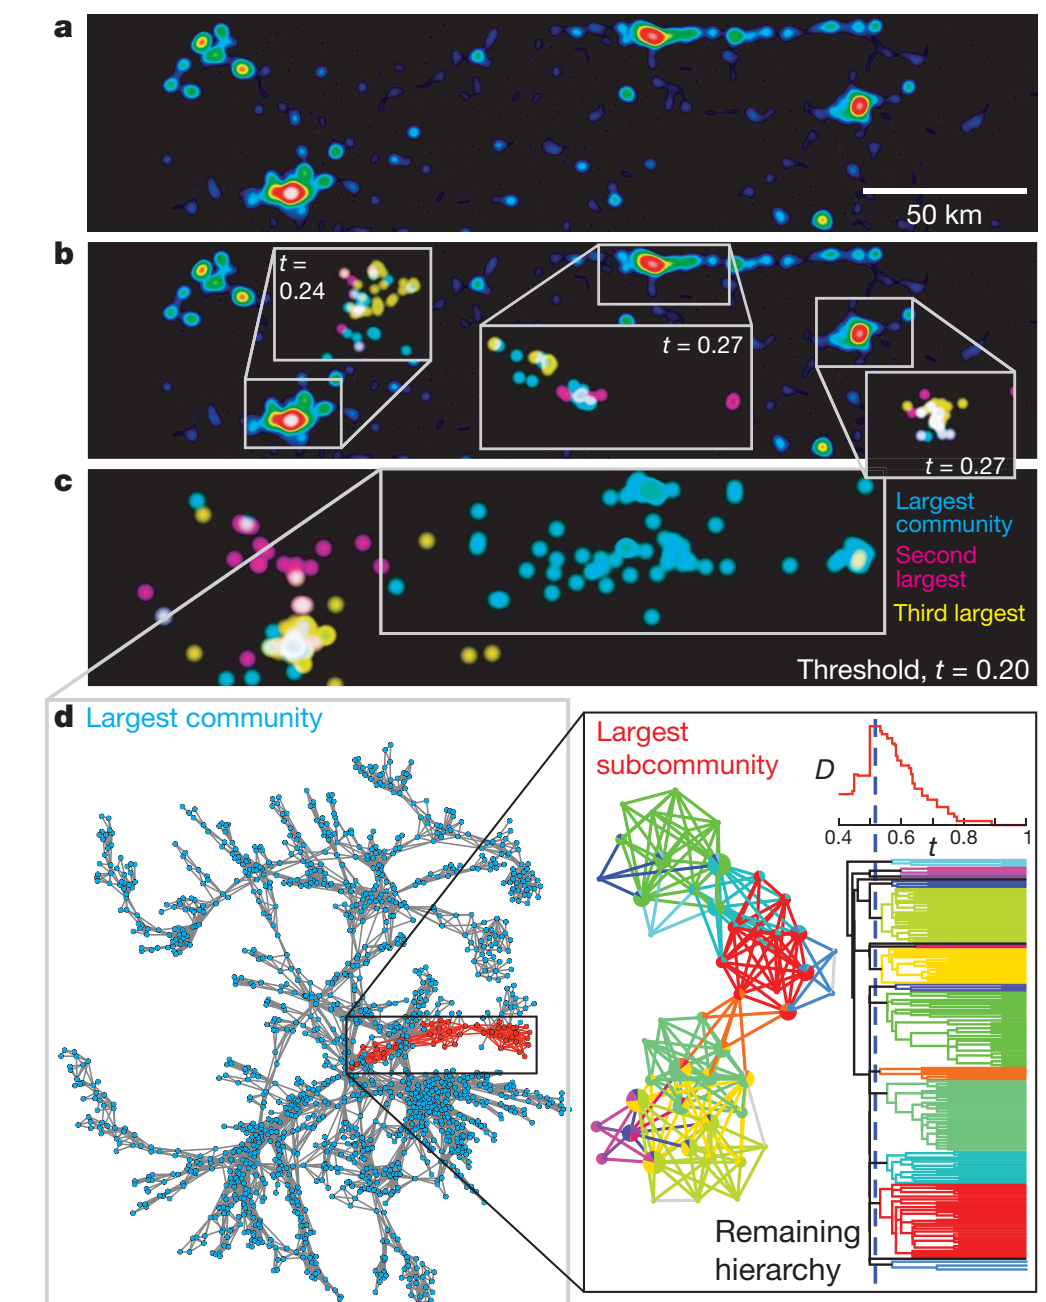 a
50 km
b
t =
0.24
t = 0.27
t = 0.27
c
Largest
community
Second
largest
Third largest
Threshold, t = 0.20
d Largest community
Largest
subcommunity
D
0.4 0.6 0.8 1
t
Remaining
hierarchy